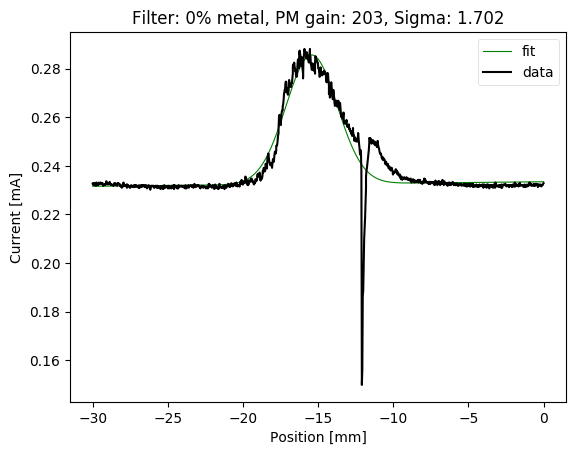 Filter: 0% metal, PM gain: 203, Sigma: 1.702
fit
data
Current [mA]
0.28
0.26
0.24
0.22
0.20
0.18
0.16
−30
−25
−20
−15
−10
−5
0
Position [mm]